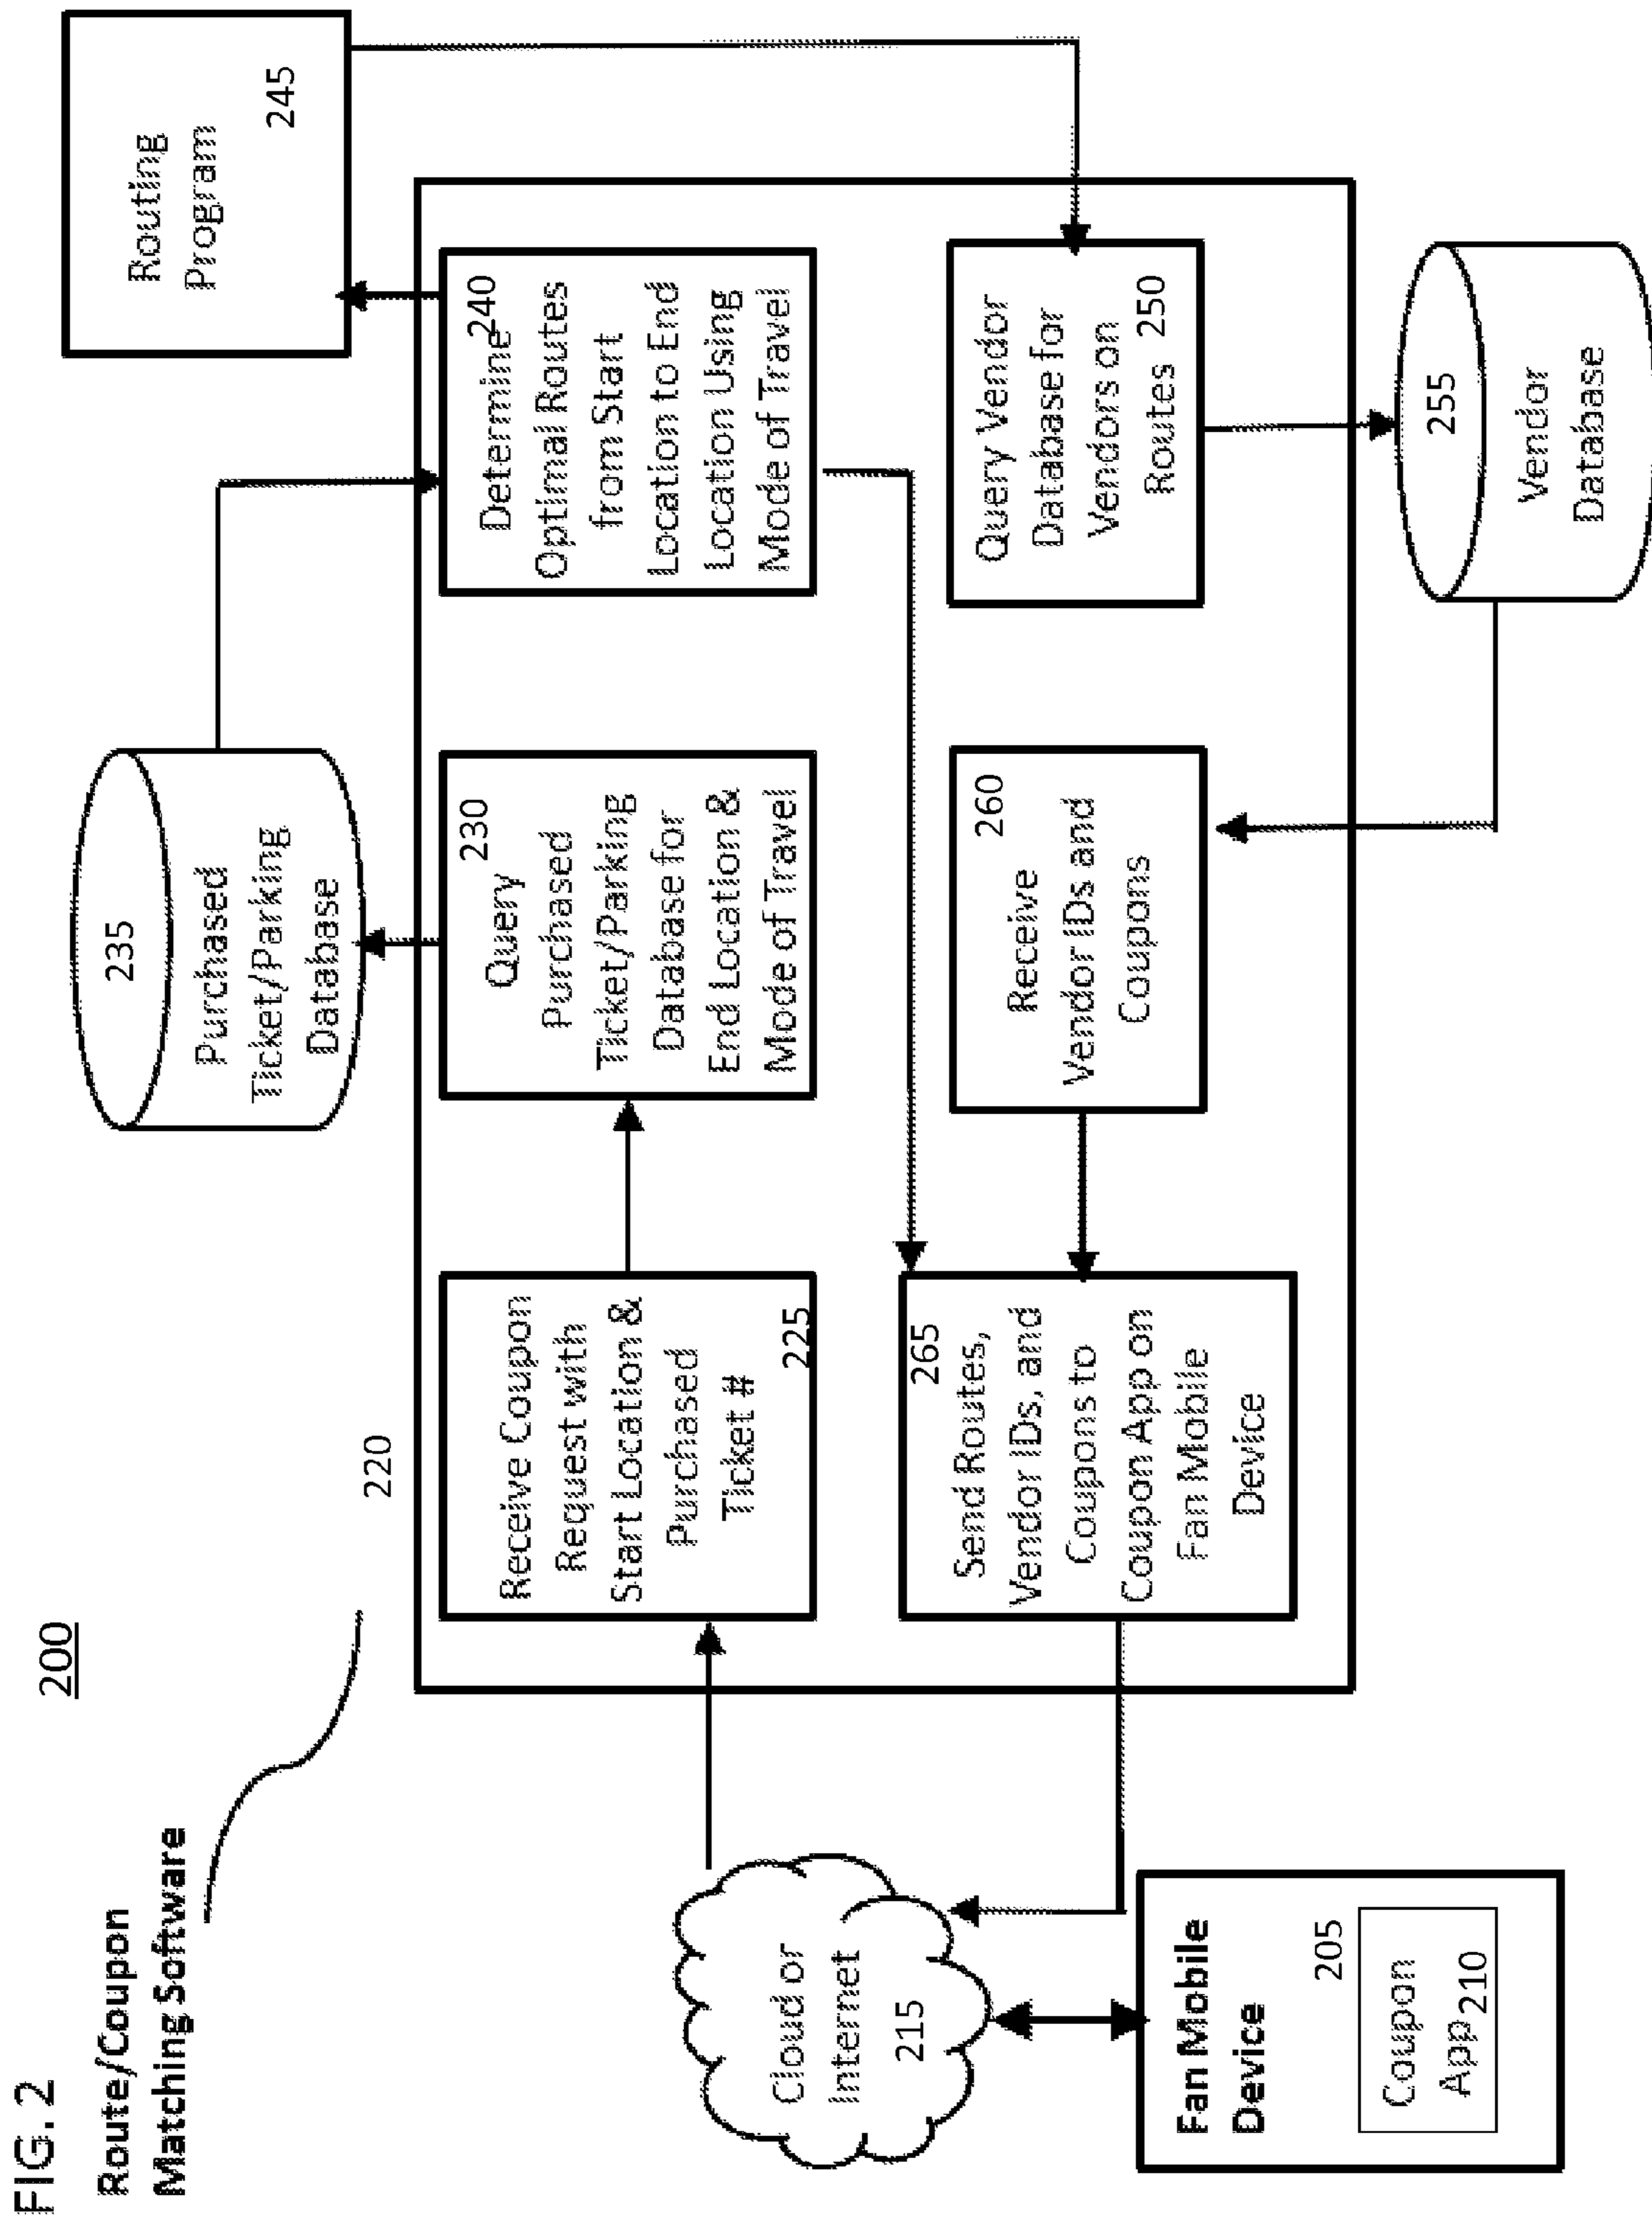 FIG. 2
200
Route/Coupon
Matching Software
220
235
Purchased
Ticket/Parking
Database
Routing
Program
245
Receive Coupon
Request with
Start Location &
Purchased
Ticket #
225
230
Query
Purchased
Ticket/Parking
Database for
End Location &
Mode of Travel
240
Determine
Optimal Routes
from Start
Location to End
Location Using
Mode of Travel
Cloud or
Internet
215
265
Send Routes,
Vendor IDs, and
Coupons to
Coupon App on
Fan Mobile
Device
260
Receive
Vendor IDs and
Coupons
Query Vendor
Database for
Vendors on
Routes 250
Fan Mobile
Device
205
Coupon
App 210
255
Vendor
Database